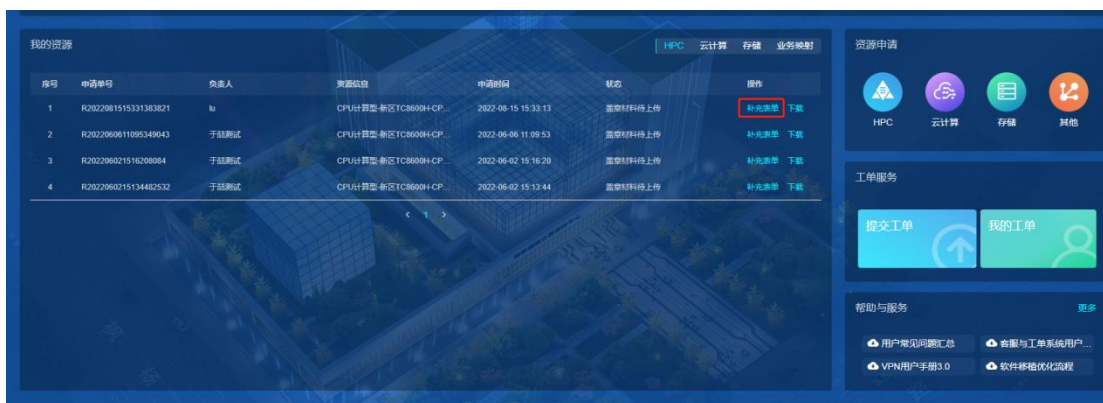 我的资源
HPC 云计算 存储 业务映射
序号 申请单号 负责人 资源信息 申请时间 状态 操作
1 R2022081515331383821 lu CPU计算型-新区TC8600H-CP... 2022-08-15 15:33:13 盖章材料待上传 补充表单 下载
2 R2022060611095349043 于喆测试 CPU计算型-新区TC8600H-CP... 2022-06-06 11:09:53 盖章材料待上传 补充表单 下载
3 R202206021516208084 于喆测试 CPU计算型-新区TC8600H-CP... 2022-06-02 15:16:20 盖章材料待上传 补充表单 下载
4 R2022060215134482532 于喆测试 CPU计算型-新区TC8600H-CP... 2022-06-02 15:13:44 盖章材料待上传 补充表单 下载
< 1 >
资源申请
HPC 云计算 存储 其他
工单服务
提交工单 我的工单
帮助与服务 更多
用户常见问题汇总 客服与工单系统用户...
VPN用户手册3.0 软件移植优化流程